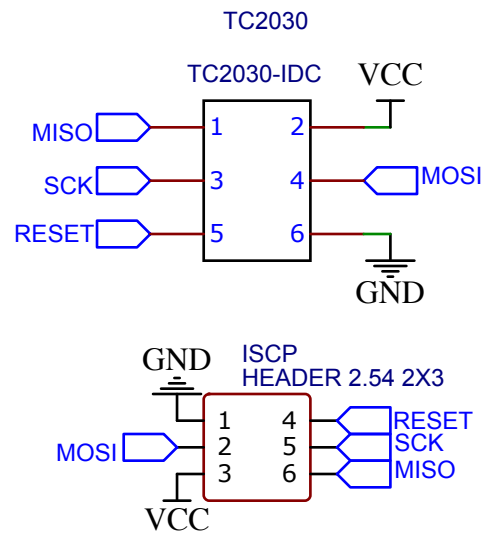 TC2030
TC2030-IDC
VCC
MISO 1 2
SCK 3 4 MOSI
RESET 5 6
GND
GND
ISCP
HEADER 2.54 2X3
1 4 RESET
MOSI 2 5 SCK
3 6 MISO
VCC